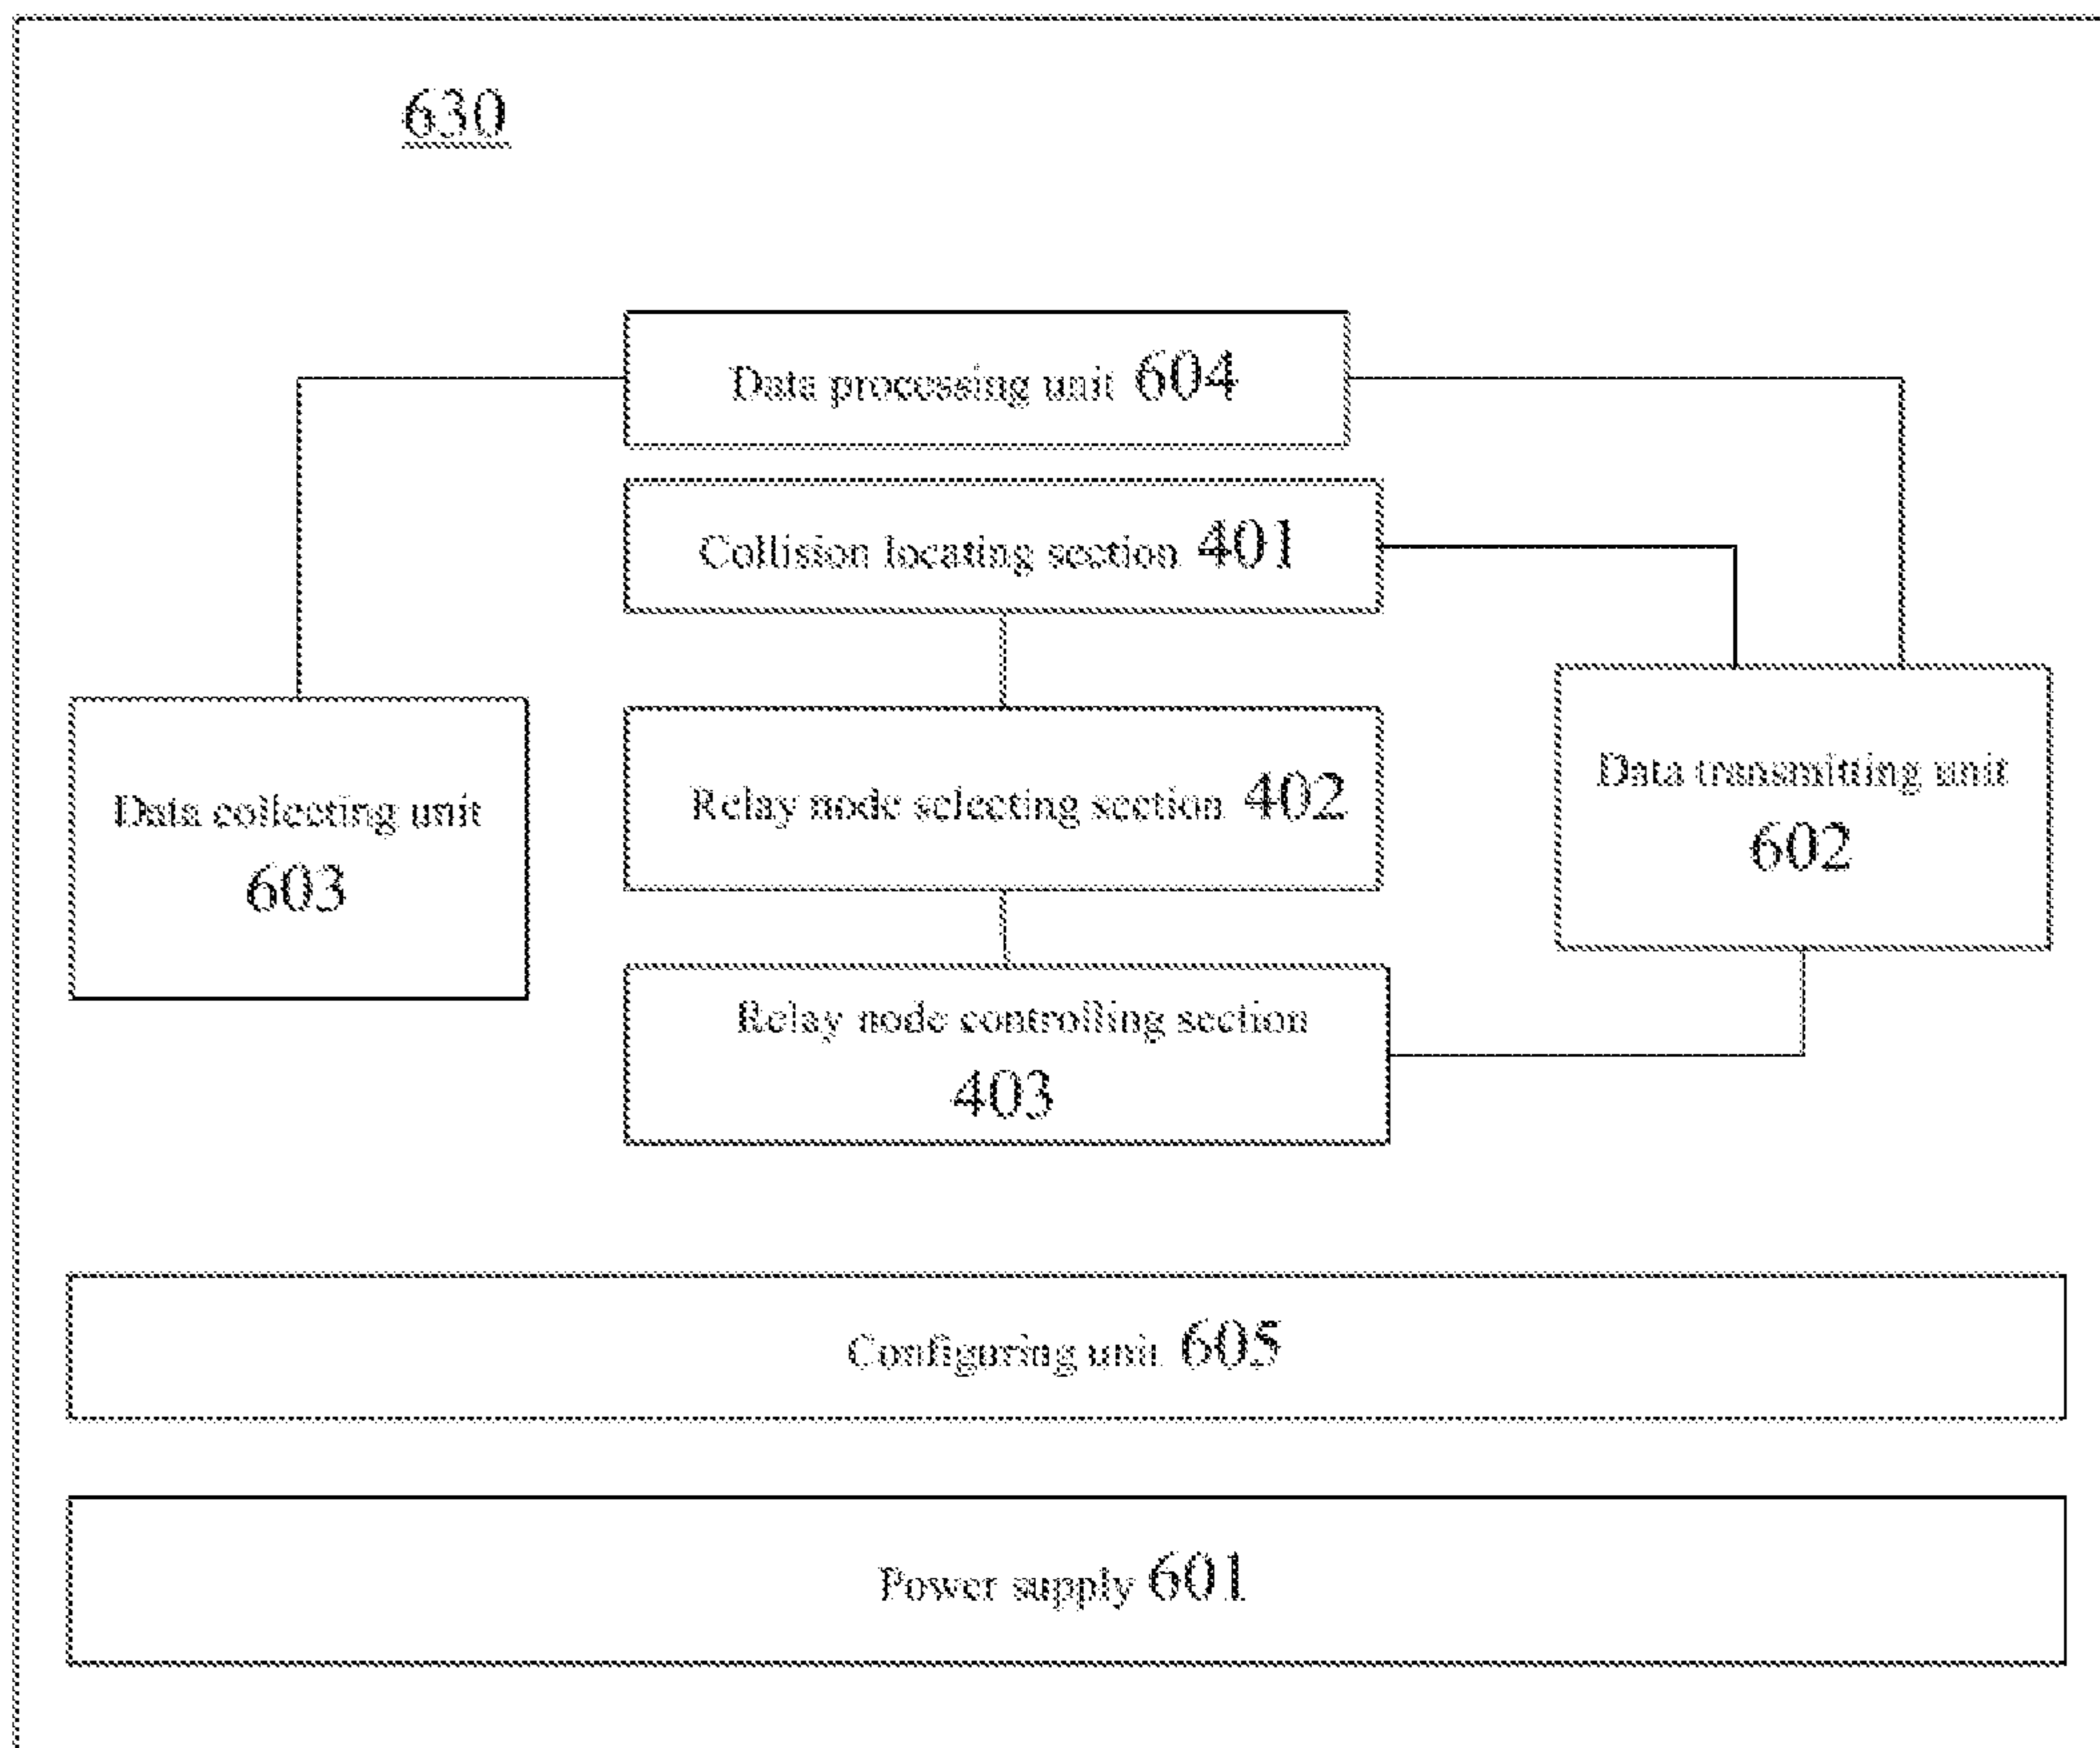 630
Data processing unit 604
Collision locating section 401
Data collecting unit
603
Relay node selecting section 402
Data transmitting unit
602
Relay node controlling section
403
Configuring unit 605
Power supply 601